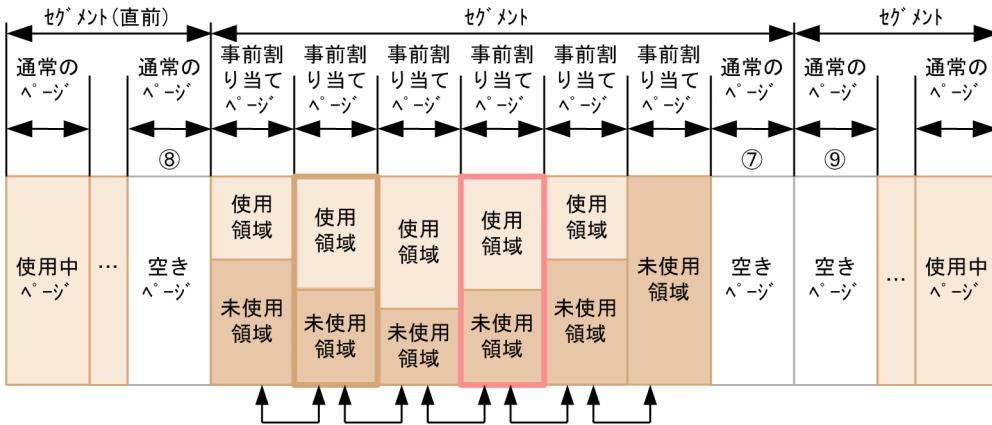 ｾｸﾞﾒﾝﾄ(直前)
ｾｸﾞﾒﾝﾄ
ｾｸﾞﾒﾝﾄ
通常の
ﾍﾟｰｼﾞ
通常の
ﾍﾟｰｼﾞ
事前割
り当て
ﾍﾟｰｼﾞ
事前割
り当て
ﾍﾟｰｼﾞ
事前割
り当て
ﾍﾟｰｼﾞ
事前割
り当て
ﾍﾟｰｼﾞ
事前割
り当て
ﾍﾟｰｼﾞ
事前割
り当て
ﾍﾟｰｼﾞ
通常の
ﾍﾟｰｼﾞ
通常の
ﾍﾟｰｼﾞ
通常の
ﾍﾟｰｼﾞ
⑧
⑦
⑨
使用中
ﾍﾟｰｼﾞ
…
空き
ﾍﾟｰｼﾞ
使用
領域
未使用
領域
使用
領域
未使用
領域
使用
領域
未使用
領域
使用
領域
未使用
領域
使用
領域
未使用
領域
未使用
領域
空き
ﾍﾟｰｼﾞ
空き
ﾍﾟｰｼﾞ
…
使用中
ﾍﾟｰｼﾞ